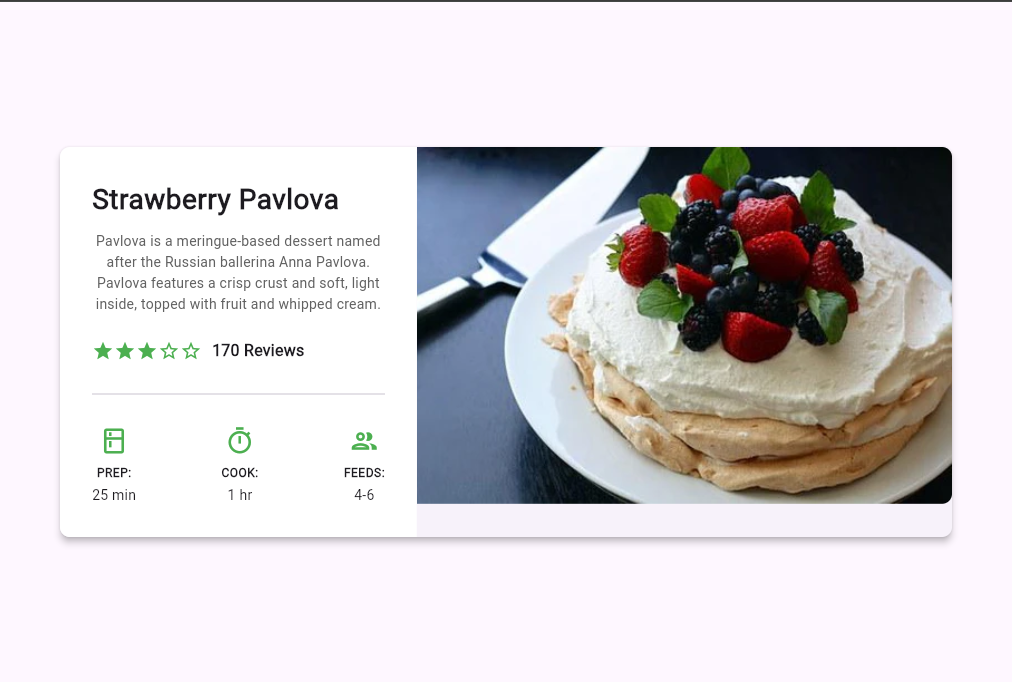 Strawberry Pavlova
Pavlova is a meringue-based dessert named
after the Russian ballerina Anna Pavlova.
Pavlova features a crisp crust and soft, light
inside, topped with fruit and whipped cream.
170 Reviews
PREP: COOK: FEEDS:
25 min 1 hr 4-6